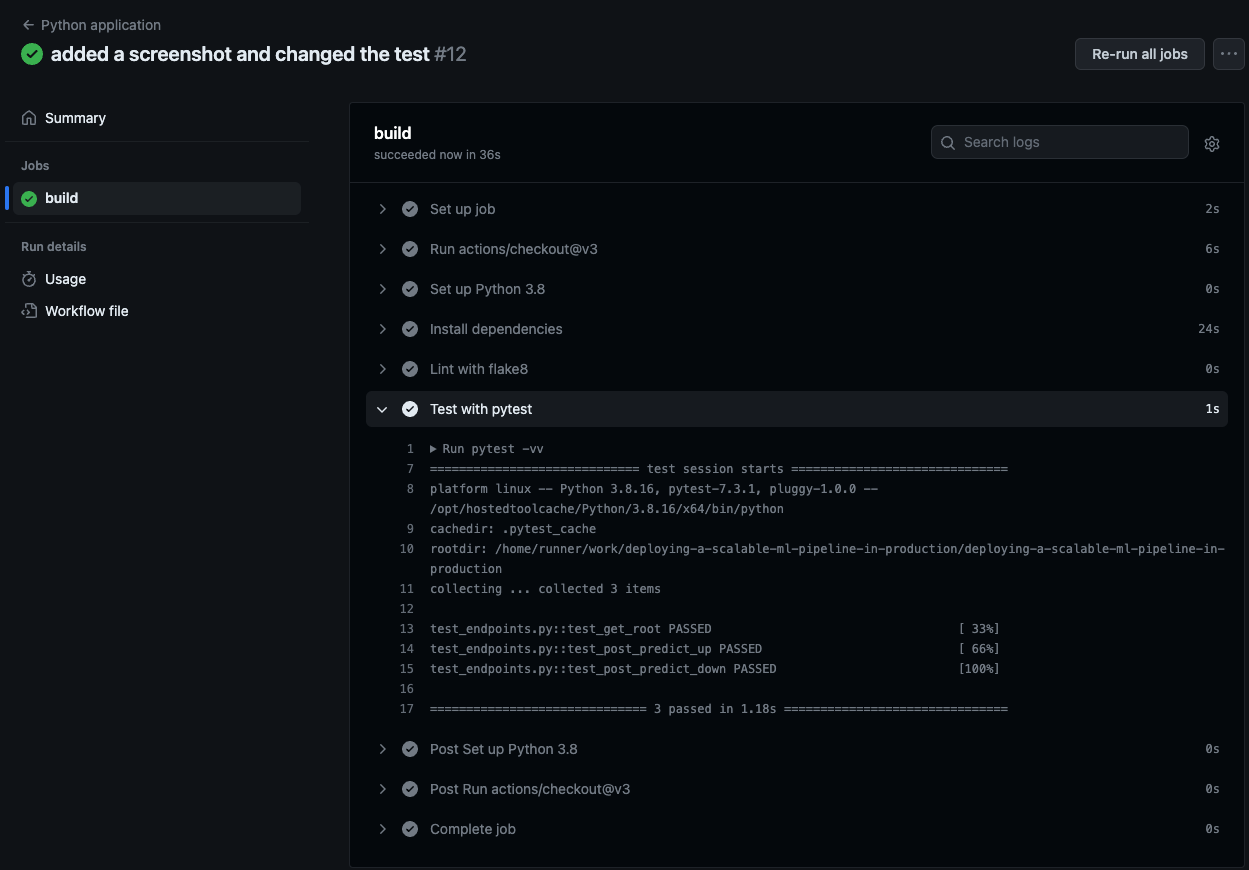 ← Python application
added a screenshot and changed the test #12
Re-run all jobs
Summary
Jobs
build
Run details
Usage
Workflow file
build
succeeded now in 36s
Search logs
Set up job 2s
Run actions/checkout@v3 6s
Set up Python 3.8 0s
Install dependencies 24s
Lint with flake8 0s
Test with pytest 1s
1 ▶ Run pytest -vv
7 ============================= test session starts ==============================
8 platform linux -- Python 3.8.16, pytest-7.3.1, pluggy-1.0.0 --
/opt/hostedtoolcache/Python/3.8.16/x64/bin/python
9 cachedir: .pytest_cache
10 rootdir: /home/runner/work/deploying-a-scalable-ml-pipeline-in-production/deploying-a-scalable-ml-pipeline-in-
production
11 collecting ... collected 3 items
12
13 test_endpoints.py::test_get_root PASSED [ 33%]
14 test_endpoints.py::test_post_predict_up PASSED [ 66%]
15 test_endpoints.py::test_post_predict_down PASSED [100%]
16
17 ============================== 3 passed in 1.18s ===============================
Post Set up Python 3.8 0s
Post Run actions/checkout@v3 0s
Complete job 0s